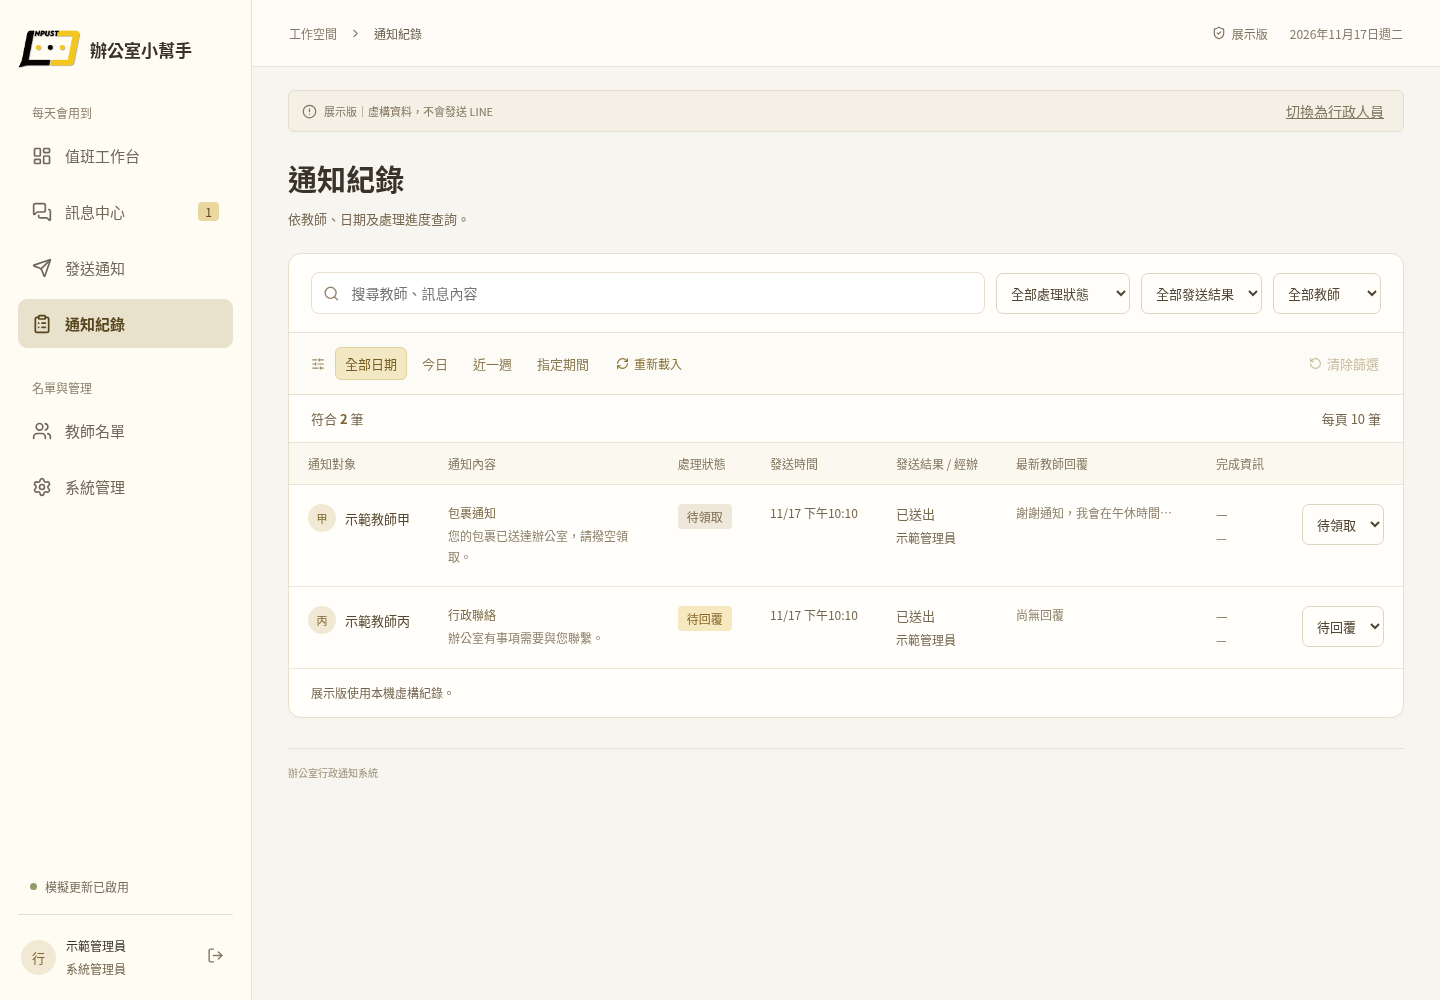 NPUST
辦公室小幫手
每天會用到
值班工作台
訊息中心
1
發送通知
通知紀錄
名單與管理
教師名單
系統管理
模擬更新已啟用
行
示範管理員
系統管理員
工作空間 > 通知紀錄
展示版
2026年11月17日週二
展示版｜虛構資料，不會發送 LINE
切換為行政人員
通知紀錄
依教師、日期及處理進度查詢。
搜尋教師、訊息內容
全部處理狀態
全部發送結果
全部教師
全部日期
今日
近一週
指定期間
重新載入
清除篩選
符合 2 筆
每頁 10 筆
通知對象
通知內容
處理狀態
發送時間
發送結果 / 經辦
最新教師回覆
完成資訊
甲
示範教師甲
包裹通知
您的包裹已送達辦公室，請撥空領
取。
待領取
11/17 下午10:10
已送出
示範管理員
謝謝通知，我會在午休時間…
—
—
待領取
丙
示範教師丙
行政聯絡
辦公室有事項需要與您聯繫。
待回覆
11/17 下午10:10
已送出
示範管理員
尚無回覆
—
—
待回覆
展示版使用本機虛構紀錄。
辦公室行政通知系統